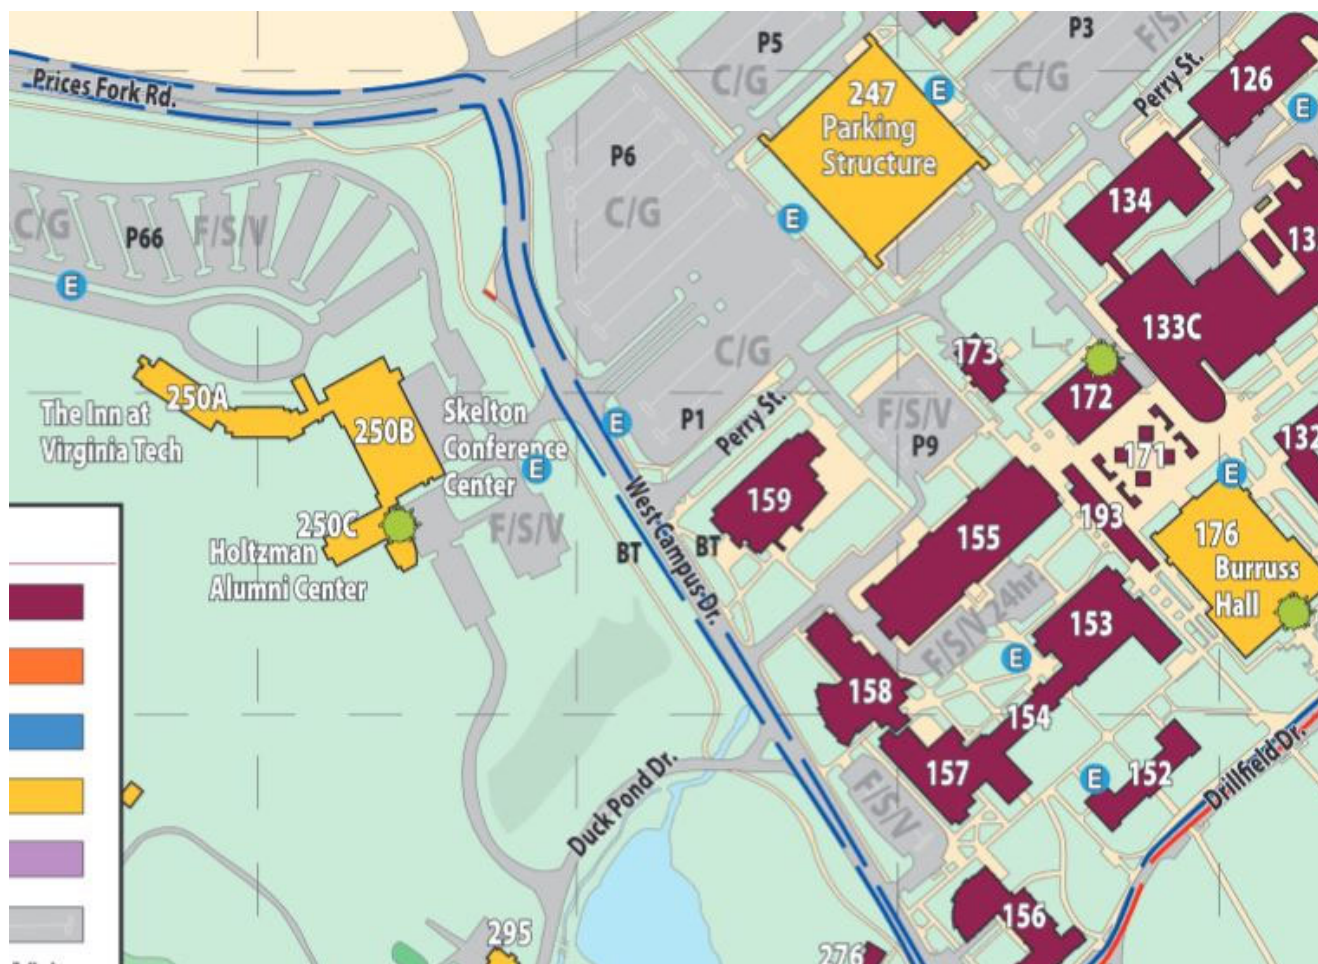 P5
P3
C/G
C/G
F/S/V
Prices Fork Rd.
247
Parking
Structure
E
Perry St.
126
E
P6
C/G
134
E
C/G
P66
F/S/V
E
133C
C/G
173
172
250A
The Inn at
Virginia Tech
250B
Skelton
Conference
Center
E
E
P1
Perry St.
F/S/V
P9
171
132
E
159
155
193
176
Burruss
Hall
250C
Holtzman
Alumni Center
F/S/V
BT
BT
West Campus Dr.
F/S/V 24hr.
153
E
158
154
157
E
152
Drillfield Dr.
F/S/V
Duck Pond Dr.
156
295
276